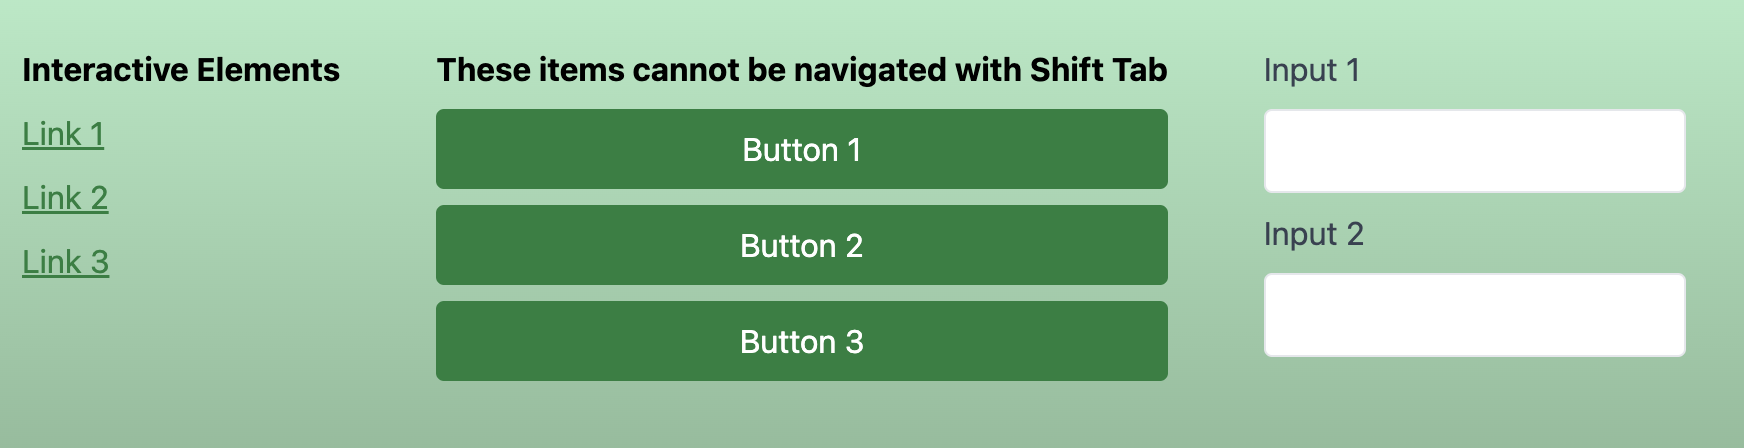 Interactive Elements
Link 1
Link 2
Link 3
These items cannot be navigated with Shift Tab
Button 1
Button 2
Button 3
Input 1
Input 2